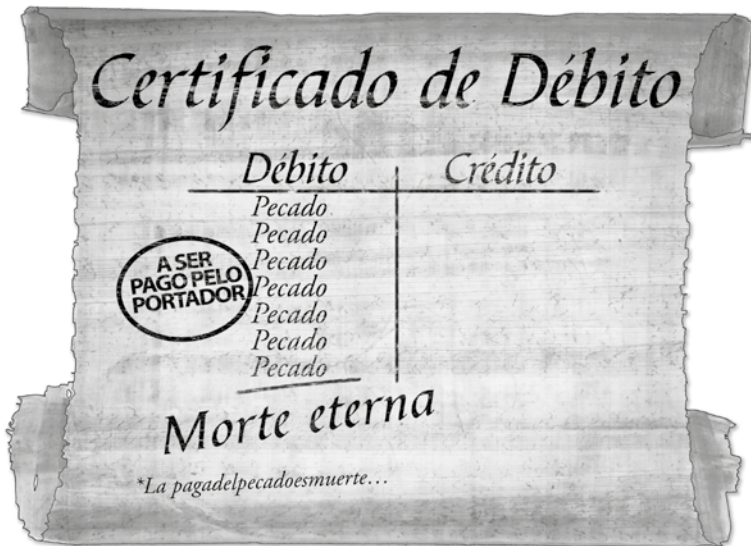 Certificado de Débito
Débito Crédito
Pecado
Pecado
Pecado
Pecado
Pecado
Pecado
Pecado
A SER
PAGO PELO
PORTADOR
Morte eterna
*La pagadelpecadoesmuerte...